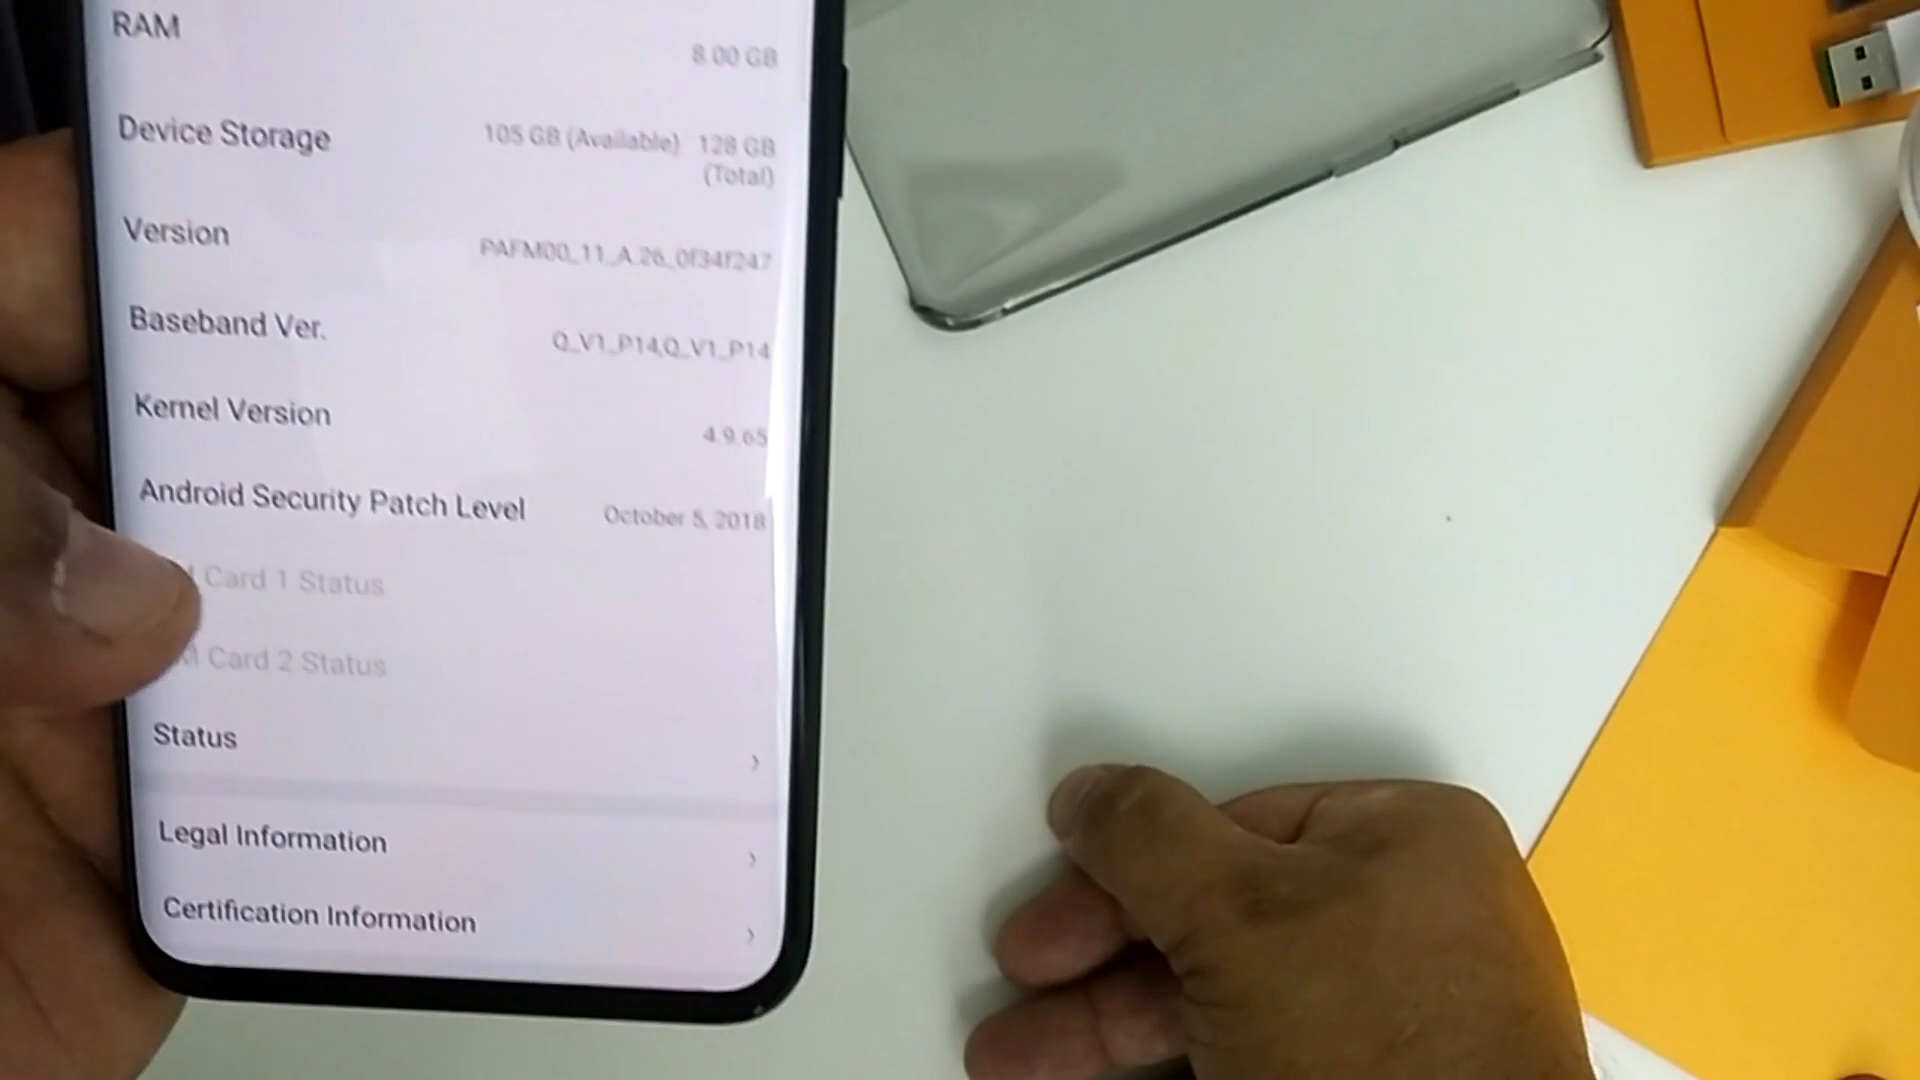 RAM
8.00 GB
Device Storage
105 GB (Available) 128 GB
(Total)
Version
PAFM00_11_A.26_0f34f247
Baseband Ver.
Q_V1_P14,Q_V1_P14
Kernel Version
4.9.65
Android Security Patch Level
October 5, 2018
Card 1 Status
Card 2 Status
Status
Legal Information
Certification Information